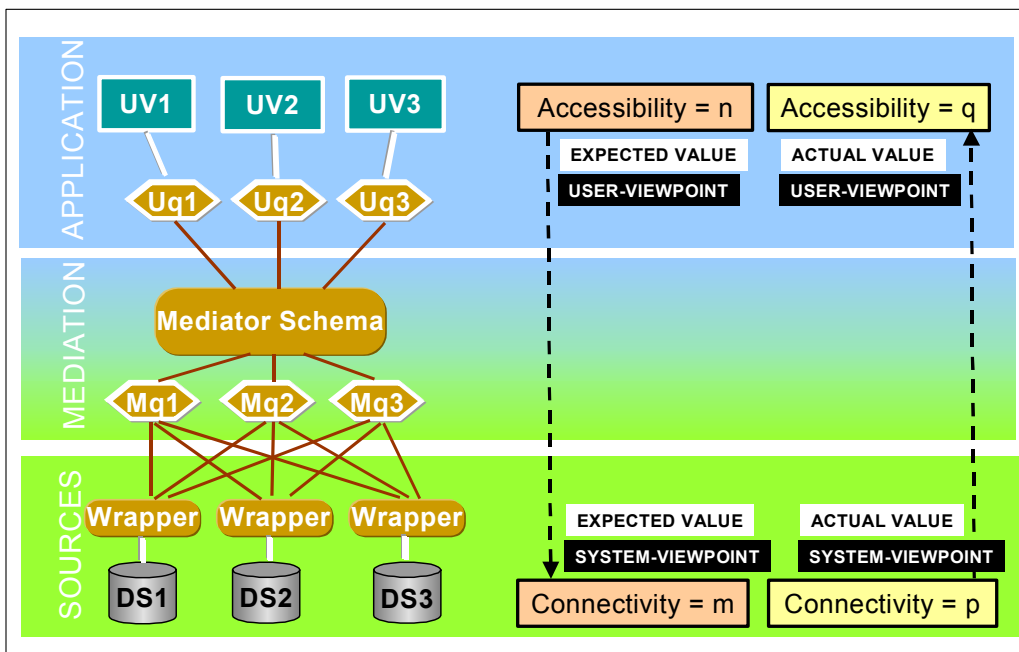 APPLICATION
UV1
UV2
UV3
Uq1
Uq2
Uq3
Accessibility = n
Accessibility = q
EXPECTED VALUE
ACTUAL VALUE
USER-VIEWPOINT
USER-VIEWPOINT
MEDIATION
Mediator Schema
Mq1
Mq2
Mq3
SOURCES
Wrapper
Wrapper
Wrapper
DS1
DS2
DS3
EXPECTED VALUE
ACTUAL VALUE
SYSTEM-VIEWPOINT
SYSTEM-VIEWPOINT
Connectivity = m
Connectivity = p